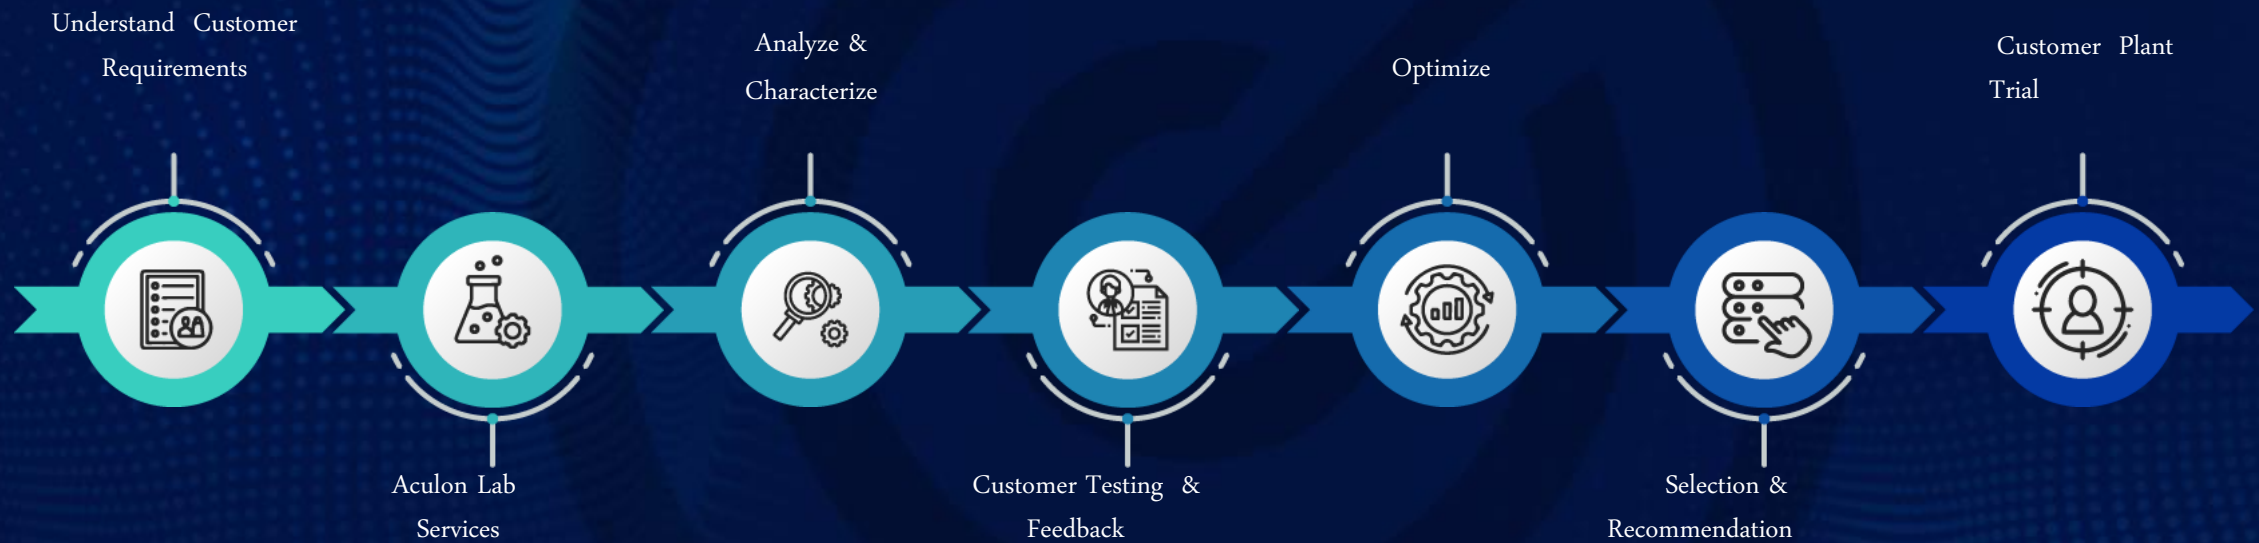 Understand Customer
Requirements
Aculon Lab
Services
Analyze &
Characterize
Customer Testing &
Feedback
Optimize
Selection &
Recommendation
Customer Plant
Trial